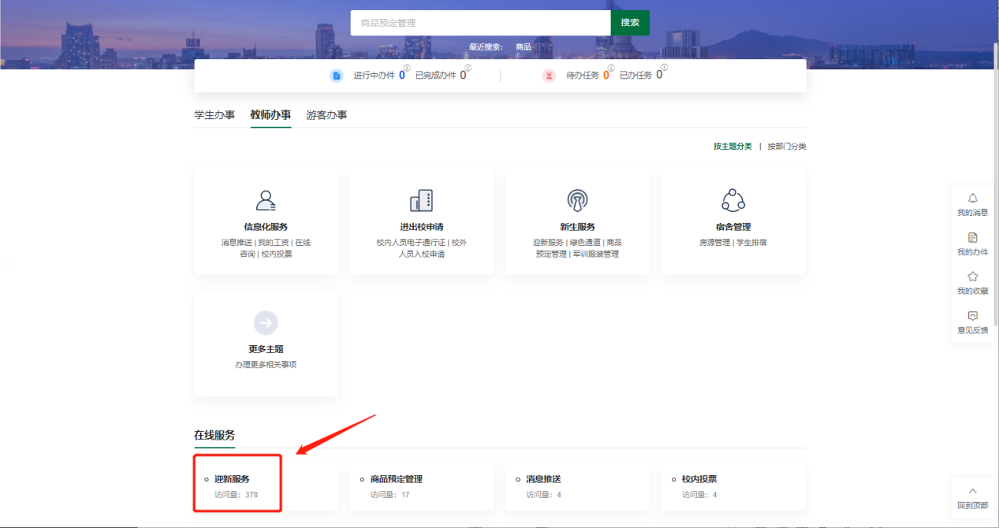 商品预定管理
搜索
最近搜索: 商品
进行中办件 0 已完成办件 0 待办任务 0 已办任务 0
学生办事 教师办事 游客办事
按主题分类 | 按部门分类
信息化服务
消息推送 | 我的工资 | 在线
咨询 | 校内投票
进出校申请
校内人员电子通行证 | 校外
人员入校申请
新生服务
迎新服务 | 绿色通道 | 商品
预定管理 | 军训服装管理
宿舍管理
房源管理 | 学生排宿
更多主题
办理更多相关事项
我的消息
我的办件
我的收藏
意见反馈
在线服务
迎新服务
访问量: 378
商品预定管理
访问量: 17
消息推送
访问量: 4
校内投票
访问量: 4
回到顶部